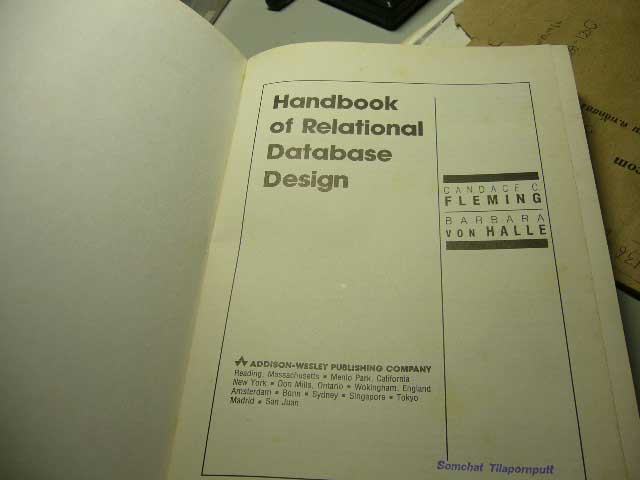 Handbook
of Relational
Database
Design
CANDACE C.
FLEMING
BARBARA
VON HALLE
ADDISON-WESLEY PUBLISHING COMPANY
Reading, Massachusetts • Menlo Park, California
New York • Don Mills, Ontario • Wokingham, England
Amsterdam • Bonn • Sydney • Singapore • Tokyo
Madrid • San Juan
Somchat Tilapornputt